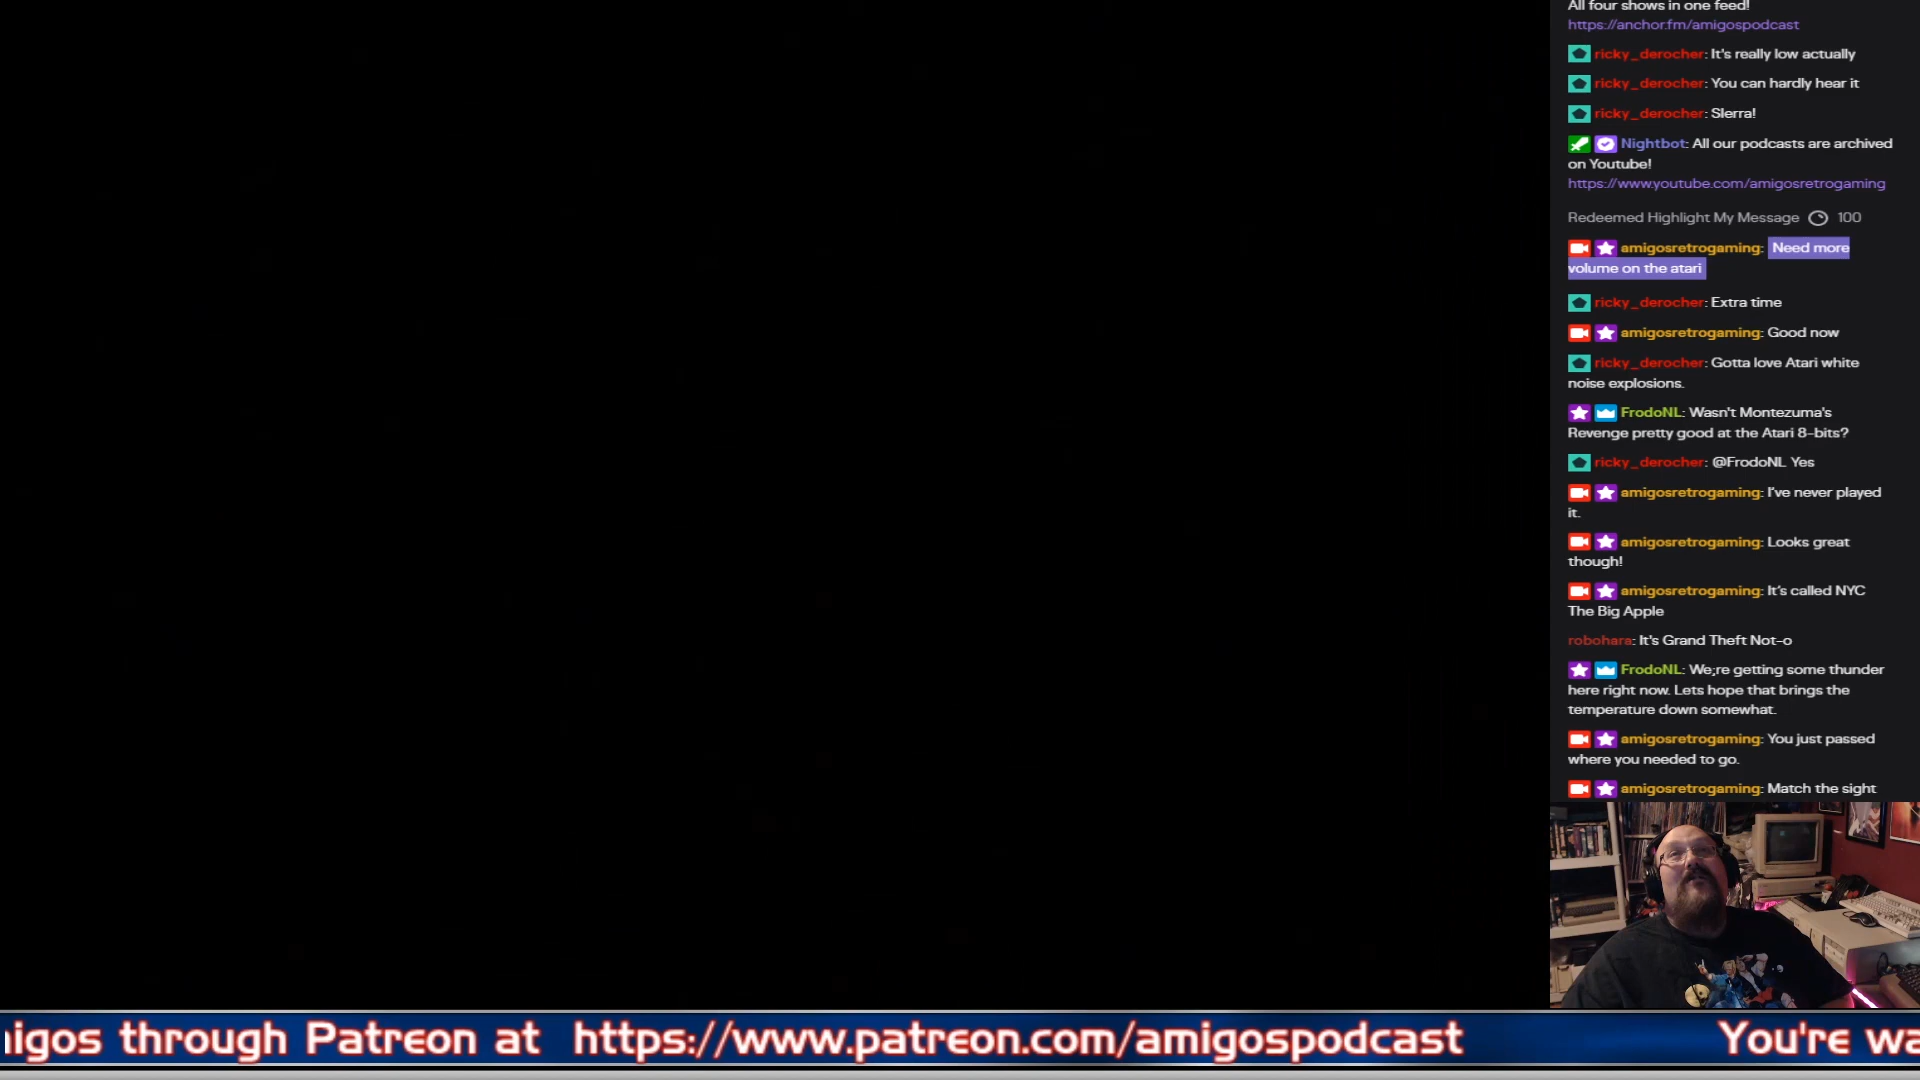 All four shows in one feed!
https://anchor.fm/amigospodcast
ricky_derocher: It's really low actually
ricky_derocher: You can hardly hear it
ricky_derocher: SIerra!
Nightbot: All our podcasts are archived
on Youtube!
https://www.youtube.com/amigosretrogaming
Redeemed Highlight My Message 100
amigosretrogaming: Need more
volume on the atari
ricky_derocher: Extra time
amigosretrogaming: Good now
ricky_derocher: Gotta love Atari white
noise explosions.
FrodoNL: Wasn't Montezuma's
Revenge pretty good at the Atari 8-bits?
ricky_derocher: @FrodoNL Yes
amigosretrogaming: I've never played
it.
amigosretrogaming: Looks great
though!
amigosretrogaming: It's called NYC
The Big Apple
robohara: It's Grand Theft Not-o
FrodoNL: We;re getting some thunder
here right now. Lets hope that brings the
temperature down somewhat.
amigosretrogaming: You just passed
where you needed to go.
amigosretrogaming: Match the sight
igos through Patreon at https://www.patreon.com/amigospodcast You're wa